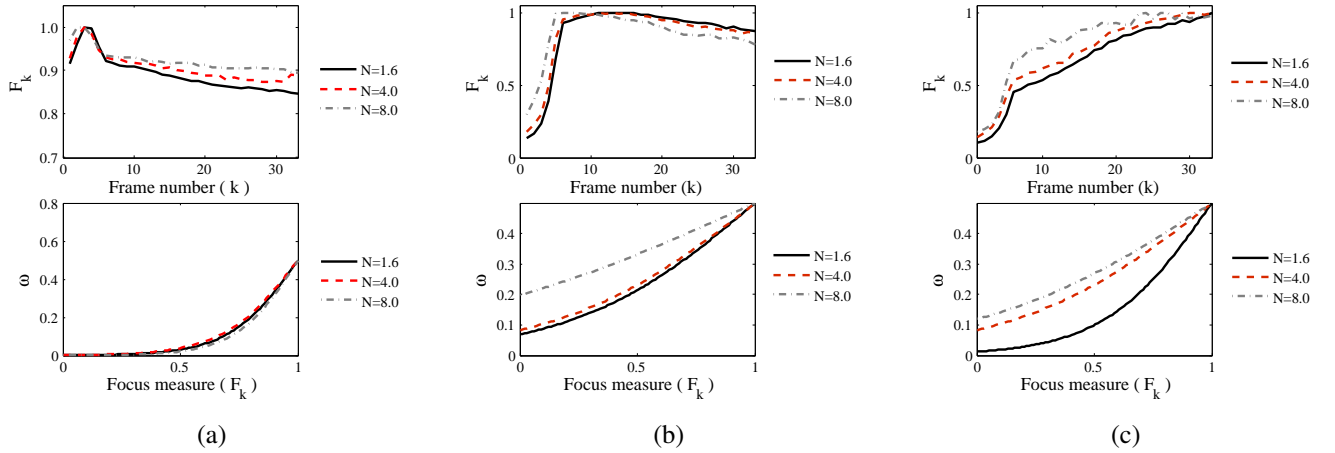 1.0
0.9
0.8
0.7
F_k
0 10 20 30
Frame number ( k )
N=1.6
N=4.0
N=8.0
1
0.5
0
F_k
0 10 20 30
Frame number (k)
N=1.6
N=4.0
N=8.0
1
0.5
0
F_k
0 10 20 30
Frame number (k)
N=1.6
N=4.0
N=8.0
0.8
0.6
0.4
0.2
0
ω
0 0.5 1
Focus measure ( F_k )
N=1.6
N=4.0
N=8.0
0.4
0.3
0.2
0.1
0
ω
0 0.5 1
Focus measure ( F_k )
N=1.6
N=4.0
N=8.0
0.4
0.3
0.2
0.1
0
ω
0 0.5 1
Focus measure ( F_k )
N=1.6
N=4.0
N=8.0
(a)
(b)
(c)